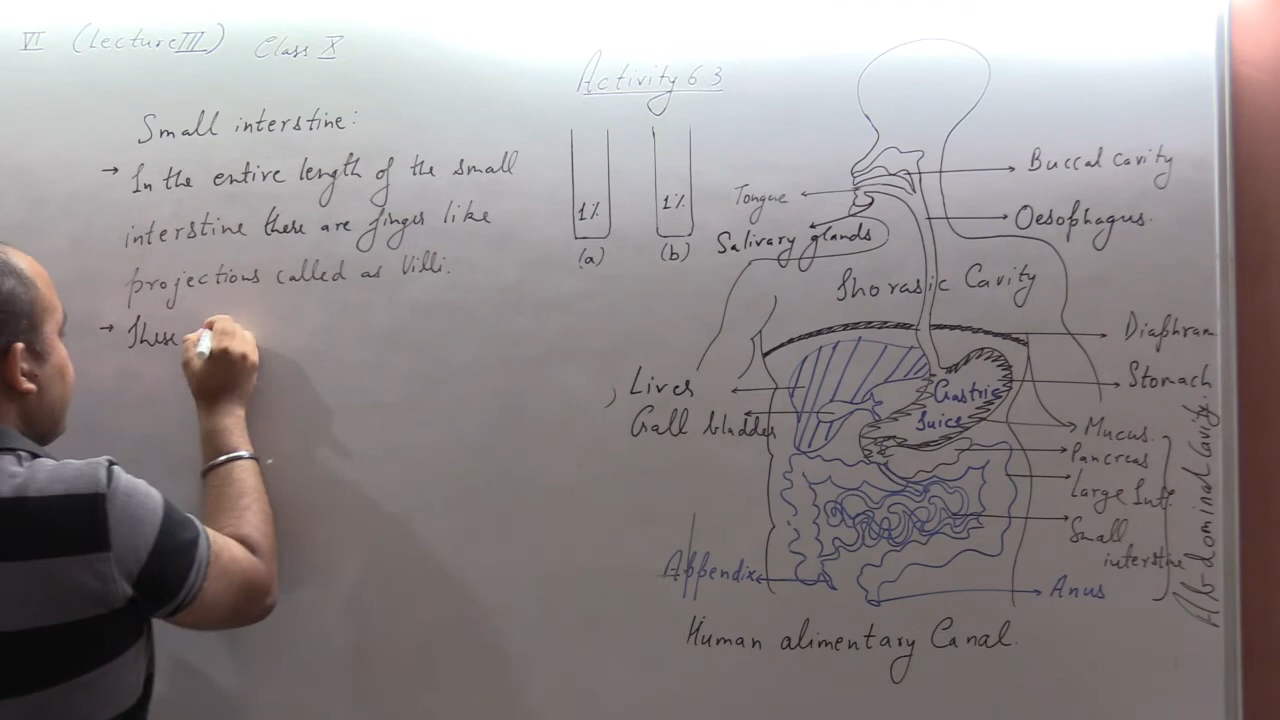 VI (Lecture III) Class X
Small interstine:
→ In the entire length of the small
interstine there are finger like
projections called as Villi.
→ These
Activity 6.3
1% 1%
(a) (b)
Buccal cavity
Tongue
Oesophagus.
Salivary glands
Thorasic Cavity
Diaphram
Liver
Stomach
Gastric
Juice
Gall bladder
Mucus.
Pancreas
Large Int.
Small
interstine
Abdominal Cavity.
Appendix
Anus
Human alimentary Canal.